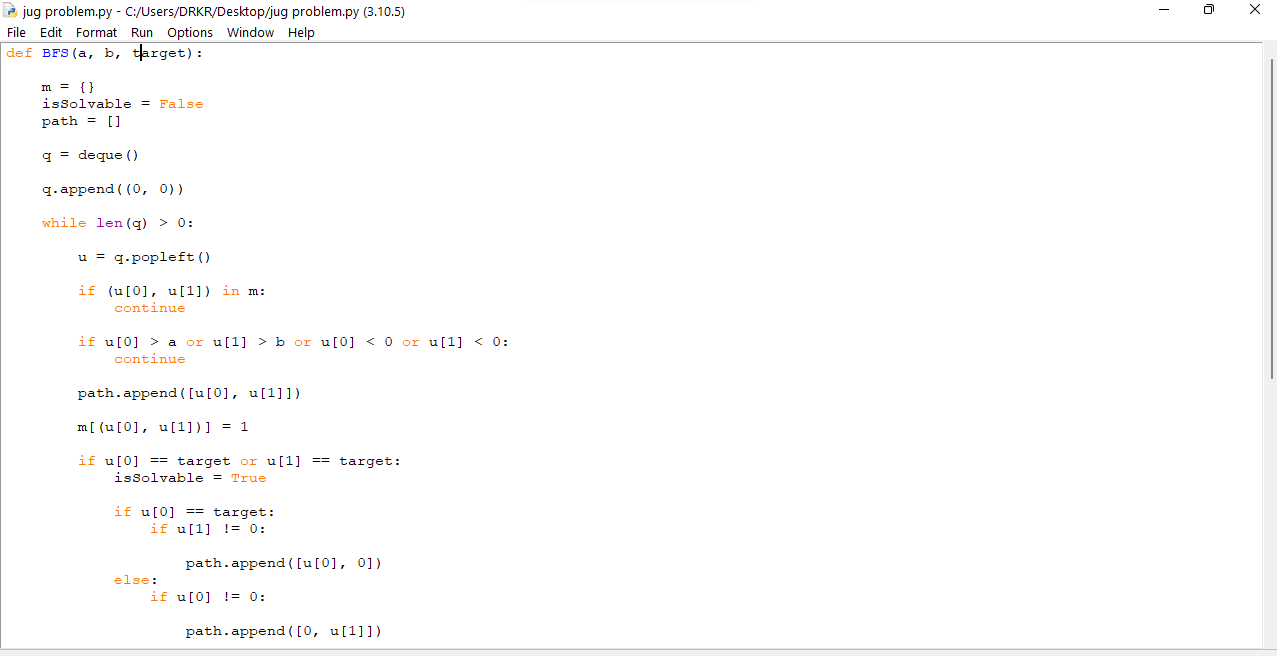 jug problem.py - C:/Users/DRKR/Desktop/jug problem.py (3.10.5)
File Edit Format Run Options Window Help
def BFS(a, b, target):
    m = {}
    isSolvable = False
    path = []
    q = deque()
    q.append((0, 0))
    while len(q) > 0:
        u = q.popleft()
        if (u[0], u[1]) in m:
            continue
        if u[0] > a or u[1] > b or u[0] < 0 or u[1] < 0:
            continue
        path.append([u[0], u[1]])
        m[(u[0], u[1])] = 1
        if u[0] == target or u[1] == target:
            isSolvable = True
            if u[0] == target:
                if u[1] != 0:
                    path.append([u[0], 0])
            else:
                if u[0] != 0:
                    path.append([0, u[1]])